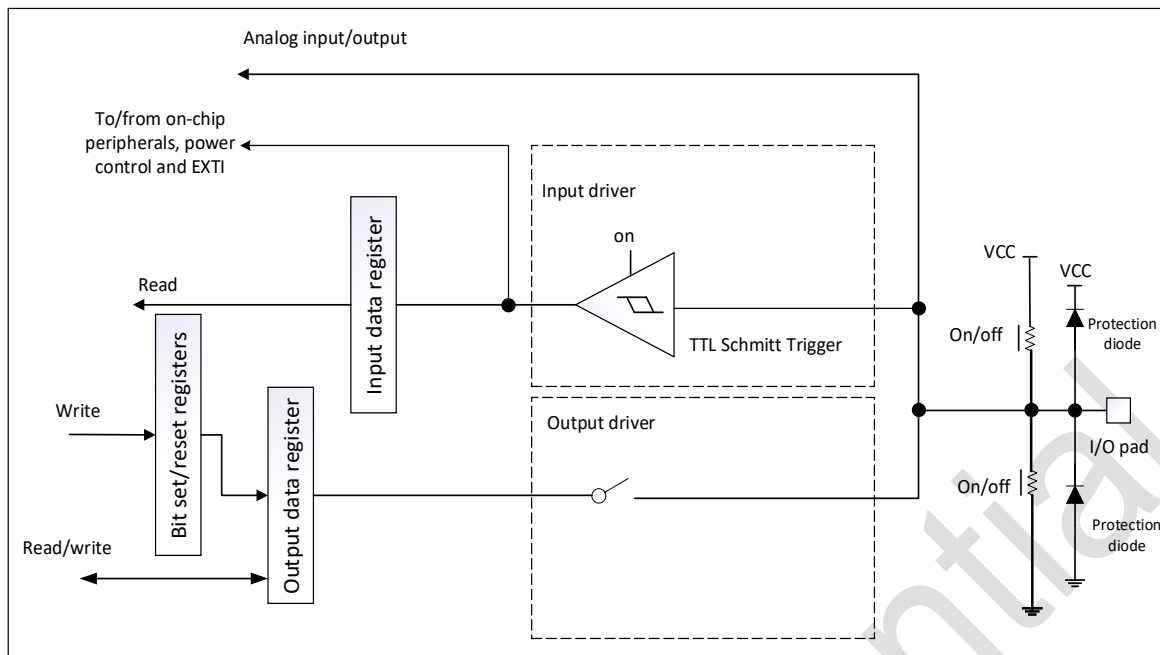 Analog input/output
To/from on-chip
peripherals, power
control and EXTI
Input driver
on
Input data register
Read
TTL Schmitt Trigger
VCC
VCC
On/off
Protection
diode
Bit set/reset registers
Write
Output data register
Output driver
I/O pad
On/off
Read/write
Protection
diode